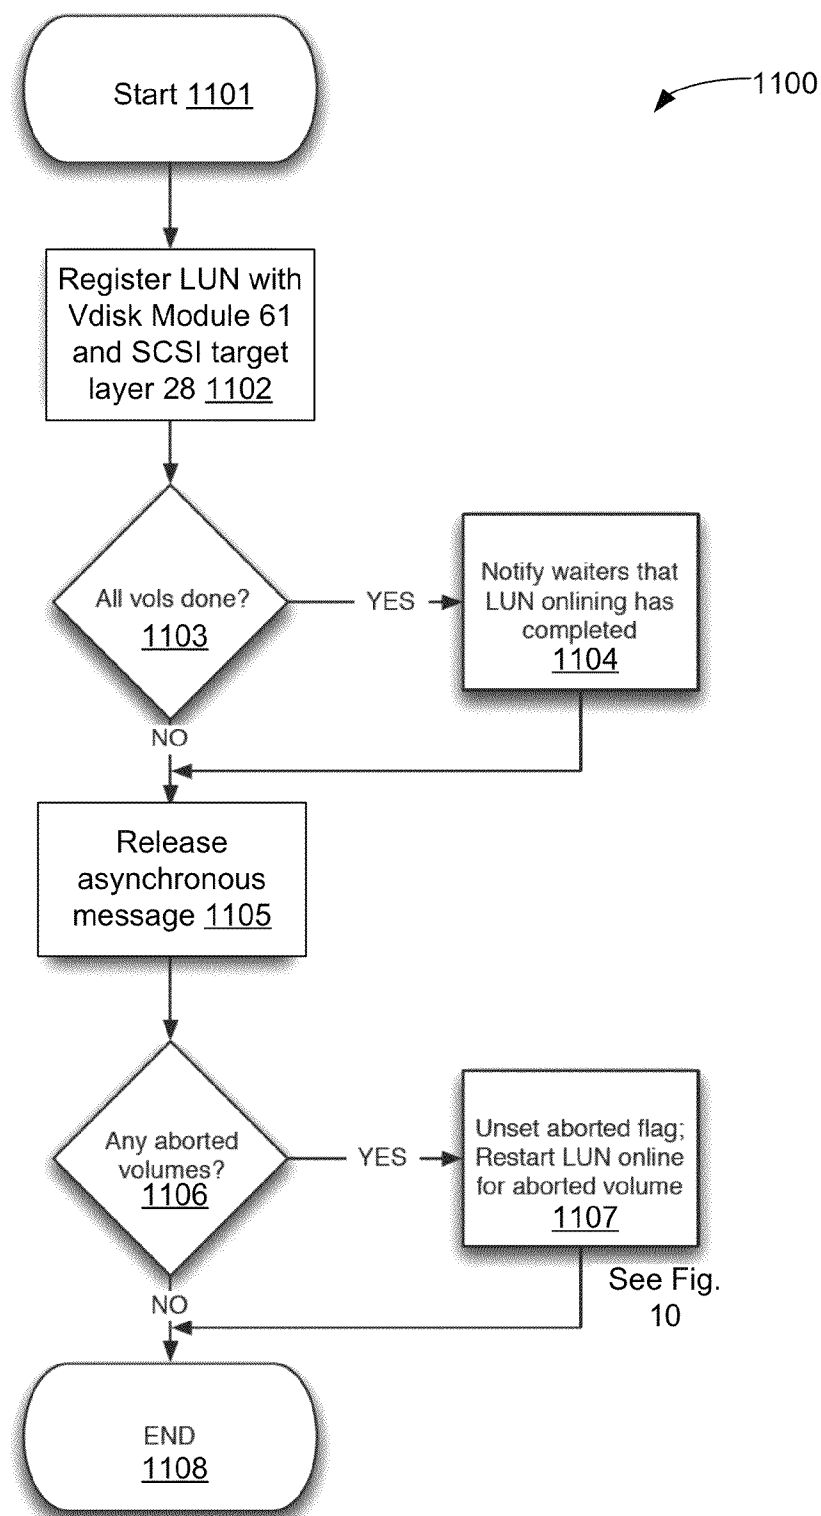 Start 1101
1100
Register LUN with
Vdisk Module 61
and SCSI target
layer 28 1102
All vols done?
1103
YES
Notify waiters that
LUN onlining has
completed
1104
NO
Release
asynchronous
message 1105
Any aborted
volumes?
1106
YES
Unset aborted flag;
Restart LUN online
for aborted volume
1107
See Fig.
10
NO
END
1108